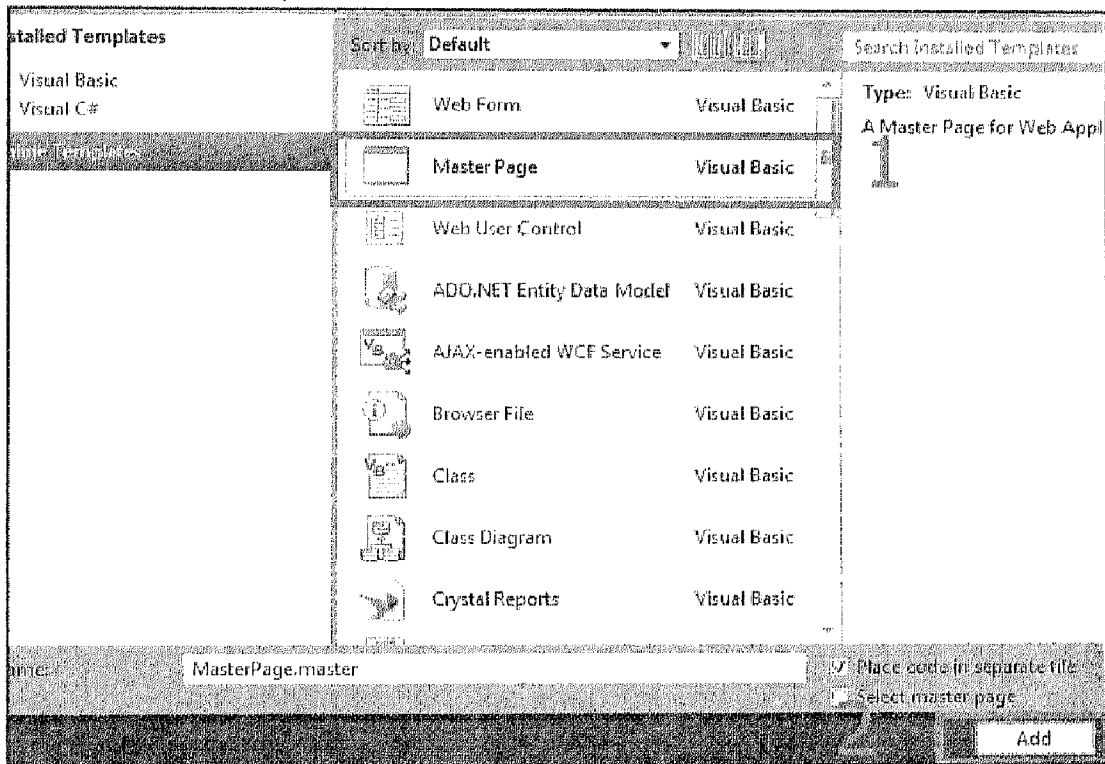 stalled Templates
Visual Basic
Visual C#
nline Templates
Sort by: Default
Search Installed Templates
Web Form Visual Basic
Master Page Visual Basic
Web User Control Visual Basic
ADO.NET Entity Data Model Visual Basic
AJAX-enabled WCF Service Visual Basic
Browser File Visual Basic
Class Visual Basic
Class Diagram Visual Basic
Crystal Reports Visual Basic
Type: Visual Basic
A Master Page for Web Appl
1
ame: MasterPage.master
Place code in separate file
Select master page
2
Add